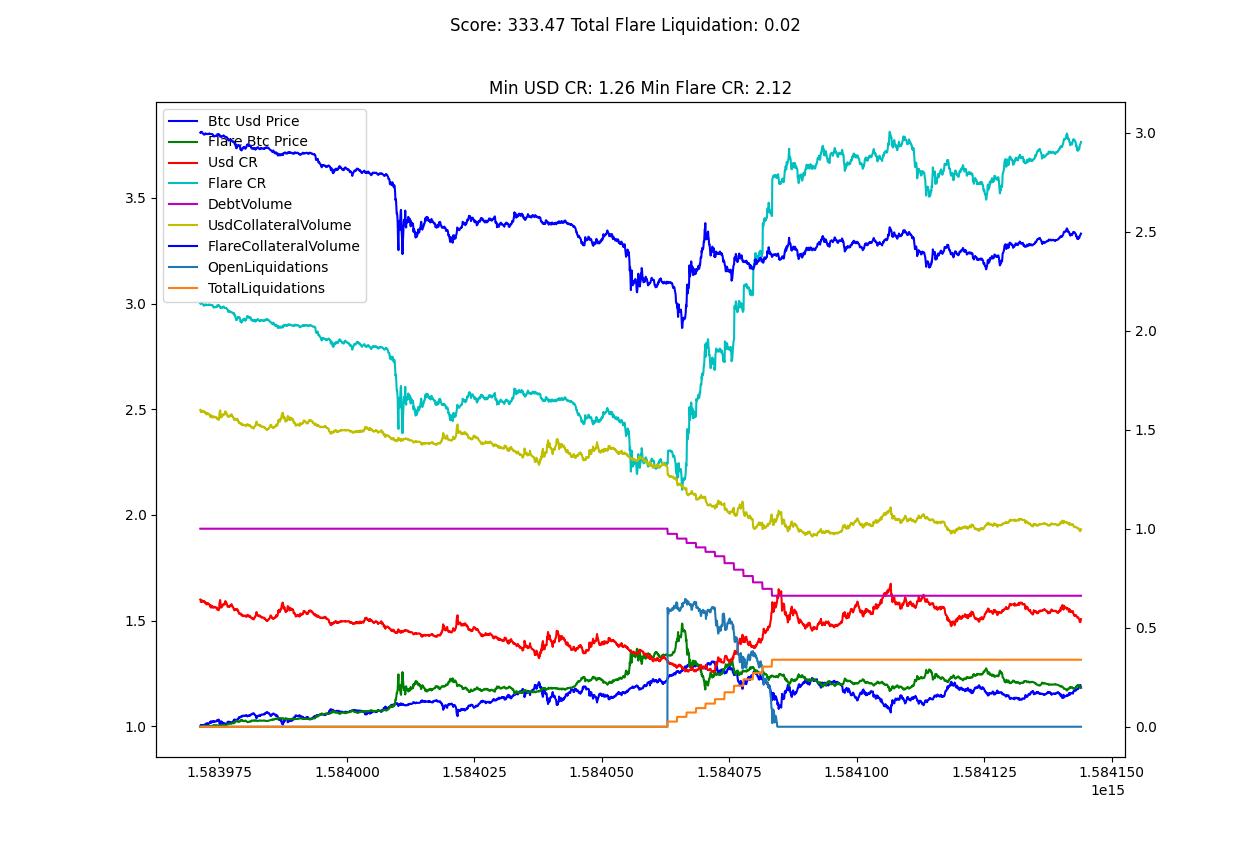 Score: 333.47 Total Flare Liquidation: 0.02
Min USD CR: 1.26 Min Flare CR: 2.12
Btc Usd Price
Flare Btc Price
Usd CR
Flare CR
DebtVolume
UsdCollateralVolume
FlareCollateralVolume
OpenLiquidations
TotalLiquidations
3.5
3.0
2.5
2.0
1.5
1.0
3.0
2.5
2.0
1.5
1.0
0.5
0.0
1.583975 1.584000 1.584025 1.584050 1.584075 1.584100 1.584125 1.584150
1e15